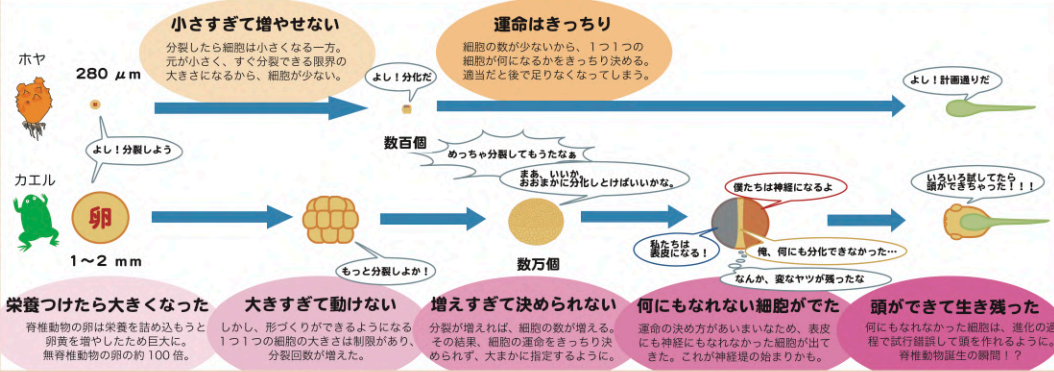 小さすぎて増やせない
分裂したら細胞は小さくなる一方。
元が小さく、すぐ分裂できる限界の
大きさになるから、細胞が少ない。
運命はきっちり
細胞の数が少ないから、1つ1つの
細胞が何になるかをきっちり決める。
適当だと後で足りなくなってしまう。
ホヤ
280 μm
よし！分化だ
よし！計画通りだ
数百個
よし！分裂しよう
めっちゃ分裂してもうたなぁ
まあ、いいか。
おおまかに分化しとけばいいかな。
カエル
卵
1〜2 mm
もっと分裂しよか！
数万個
僕たちは神経になるよ
私たちは
表皮になる！
俺、何にも分化できなかった…
なんか、変なヤツが残ったな
いろいろ試してたら
頭ができちゃった！！！
栄養つけたら大きくなった
脊椎動物の卵は栄養を詰め込もうと
卵黄を増やしたため巨大に。
無脊椎動物の卵の約 100 倍。
大きすぎて動けない
しかし、形づくりができるようになる
1つ1つの細胞の大きさは制限があり、
分裂回数が増えた。
増えすぎて決められない
分裂が増えれば、細胞の数が増える。
その結果、細胞の運命をきっちり決
められず、大まかに指定するように。
何にもなれない細胞がでた
運命の決め方があいまいなため、表皮
にも神経にもなれなかった細胞が出て
きた。これが神経堤の始まりかも。
頭ができて生き残った
何にもなれなかった細胞は、進化の過
程で試行錯誤して頭を作れるように。
脊椎動物誕生の瞬間！？